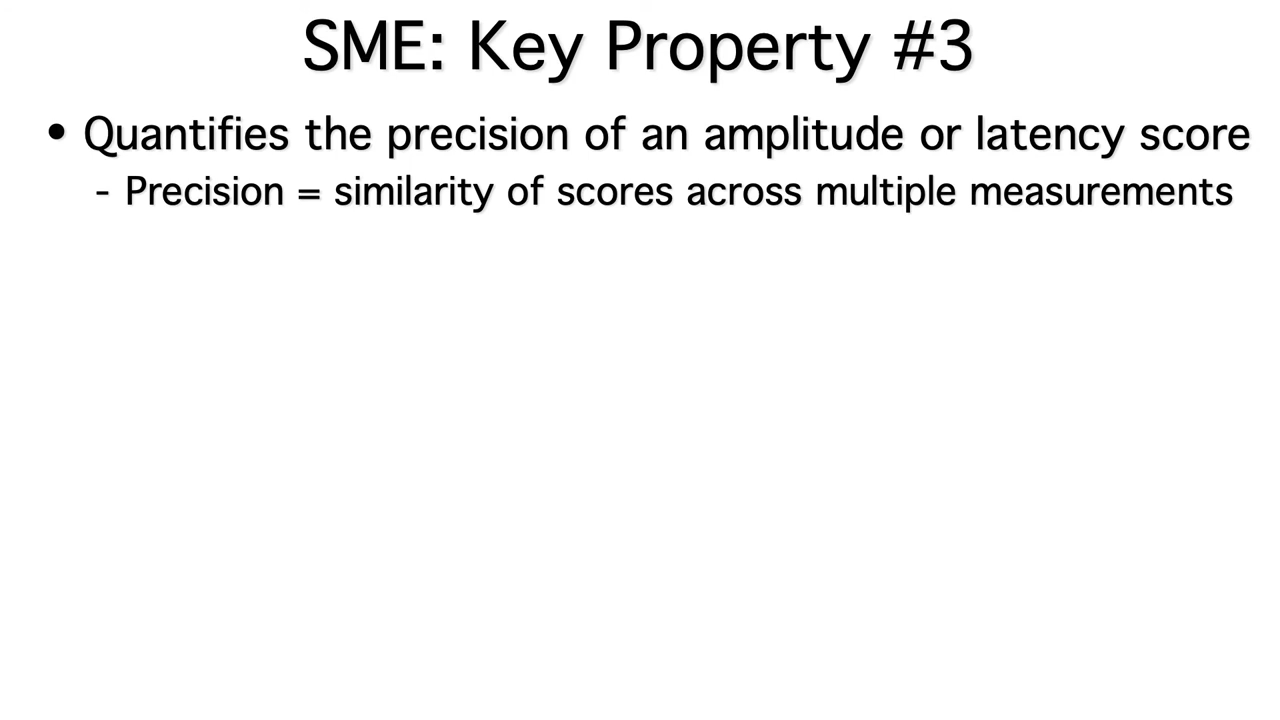 SME: Key Property #3
• Quantifies the precision of an amplitude or latency score
- Precision = similarity of scores across multiple measurements